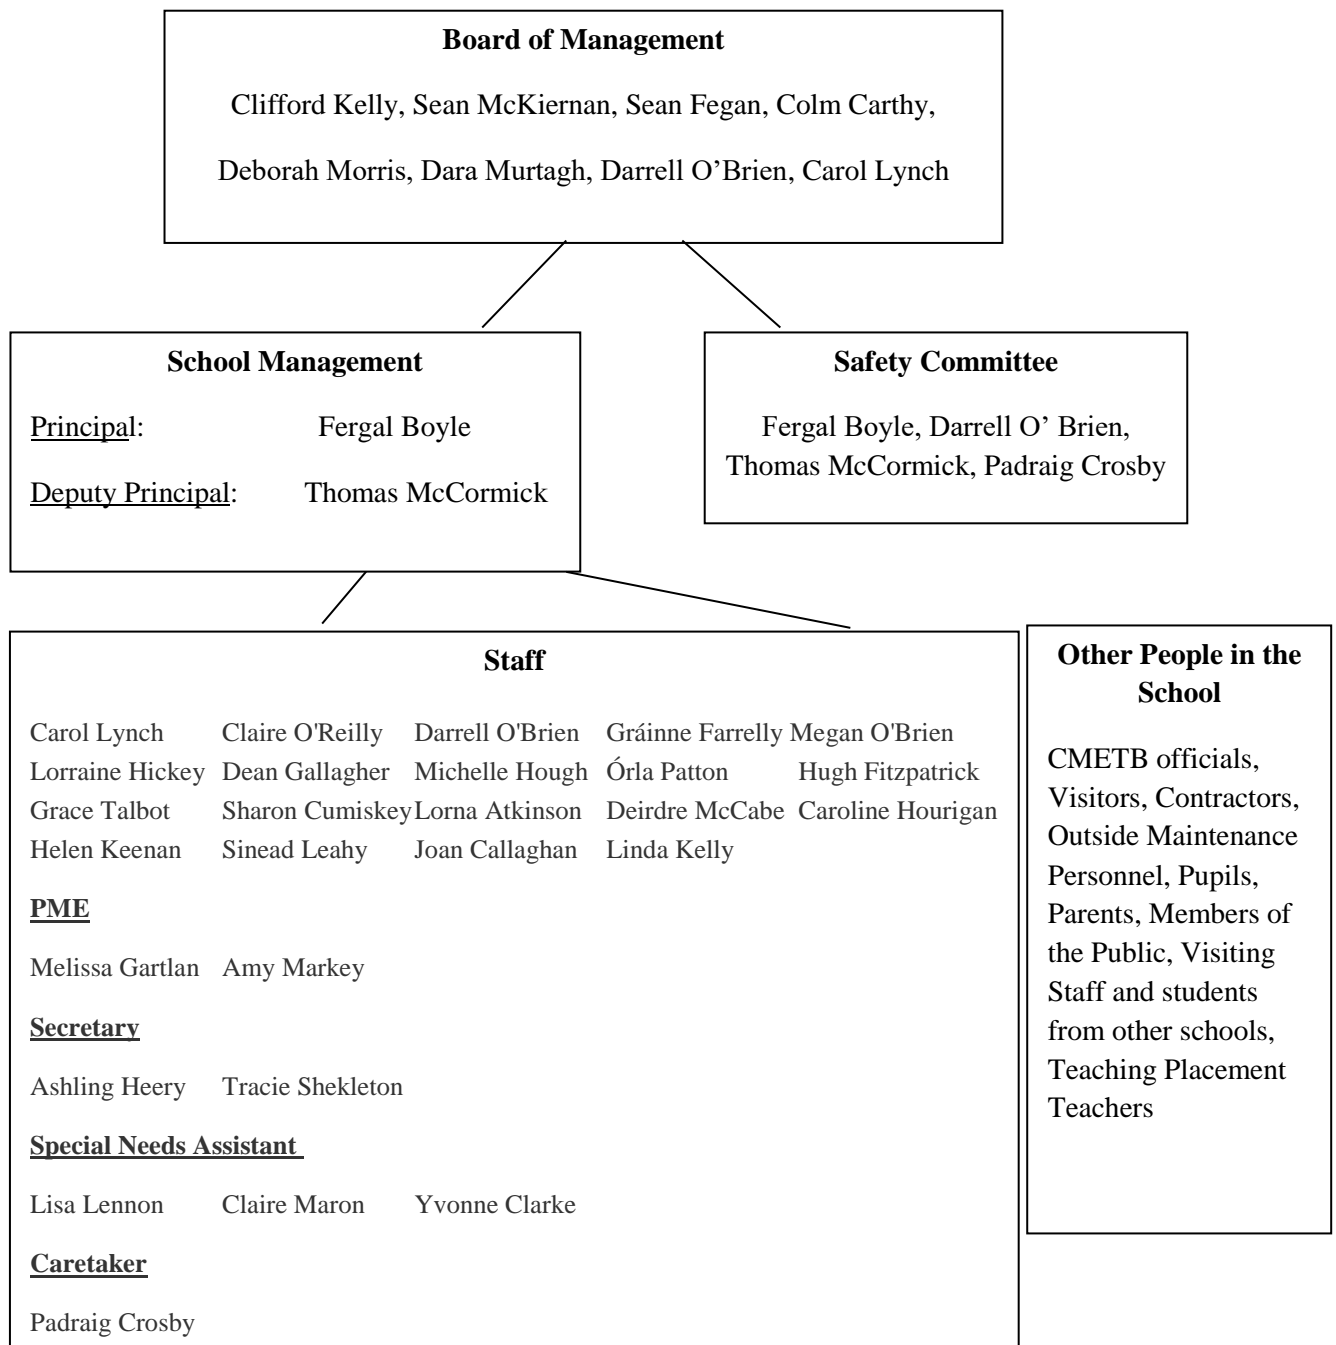 Board of Management
Clifford Kelly, Sean McKiernan, Sean Fegan, Colm Carthy,
Deborah Morris, Dara Murtagh, Darrell O’Brien, Carol Lynch
School Management
Principal: Fergal Boyle
Deputy Principal: Thomas McCormick
Safety Committee
Fergal Boyle, Darrell O’ Brien,
Thomas McCormick, Padraig Crosby
Staff
Carol Lynch Claire O'Reilly Darrell O'Brien Gráinne Farrelly Megan O'Brien
Lorraine Hickey Dean Gallagher Michelle Hough Órla Patton Hugh Fitzpatrick
Grace Talbot Sharon Cumiskey Lorna Atkinson Deirdre McCabe Caroline Hourigan
Helen Keenan Sinead Leahy Joan Callaghan Linda Kelly
PME
Melissa Gartlan Amy Markey
Secretary
Ashling Heery Tracie Shekleton
Special Needs Assistant
Lisa Lennon Claire Maron Yvonne Clarke
Caretaker
Padraig Crosby
Other People in the
School
CMETB officials,
Visitors, Contractors,
Outside Maintenance
Personnel, Pupils,
Parents, Members of
the Public, Visiting
Staff and students
from other schools,
Teaching Placement
Teachers